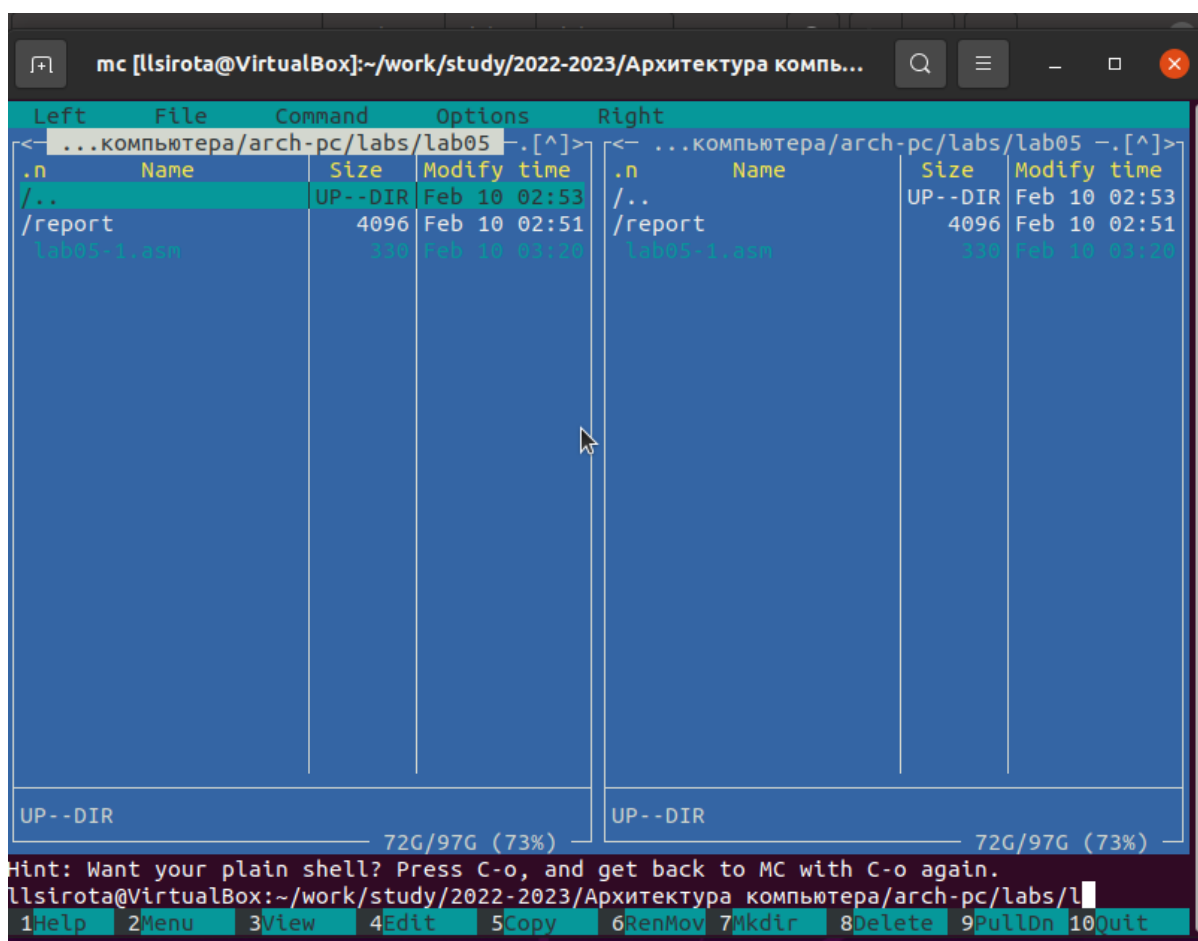 mc [llsirota@VirtualBox]:~/work/study/2022-2023/Архитектура компь...
Left File Command Options Right
<─ ...компьютера/arch-pc/labs/lab05 ─.[^]>
<─ ...компьютера/arch-pc/labs/lab05 ─.[^]>
.n Name Size Modify time .n Name Size Modify time
/.. UP--DIR Feb 10 02:53 /.. UP--DIR Feb 10 02:53
/report 4096 Feb 10 02:51 /report 4096 Feb 10 02:51
lab05-1.asm 330 Feb 10 03:20 lab05-1.asm 330 Feb 10 03:20
UP--DIR UP--DIR
72G/97G (73%) 72G/97G (73%)
Hint: Want your plain shell? Press C-o, and get back to MC with C-o again.
llsirota@VirtualBox:~/work/study/2022-2023/Архитектура компьютера/arch-pc/labs/l
1Help 2Menu 3View 4Edit 5Copy 6RenMov 7Mkdir 8Delete 9PullDn 10Quit